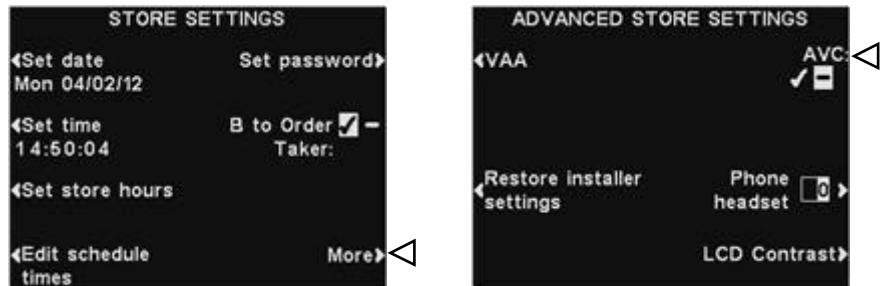 STORE SETTINGS
Set date
Mon 04/02/12
Set password
Set time
14:50:04
B to Order ✓ –
Taker:
Set store hours
Edit schedule
times
More
ADVANCED STORE SETTINGS
VAA
AVC:
✓ –
Restore installer
settings
Phone
headset 0
LCD Contrast